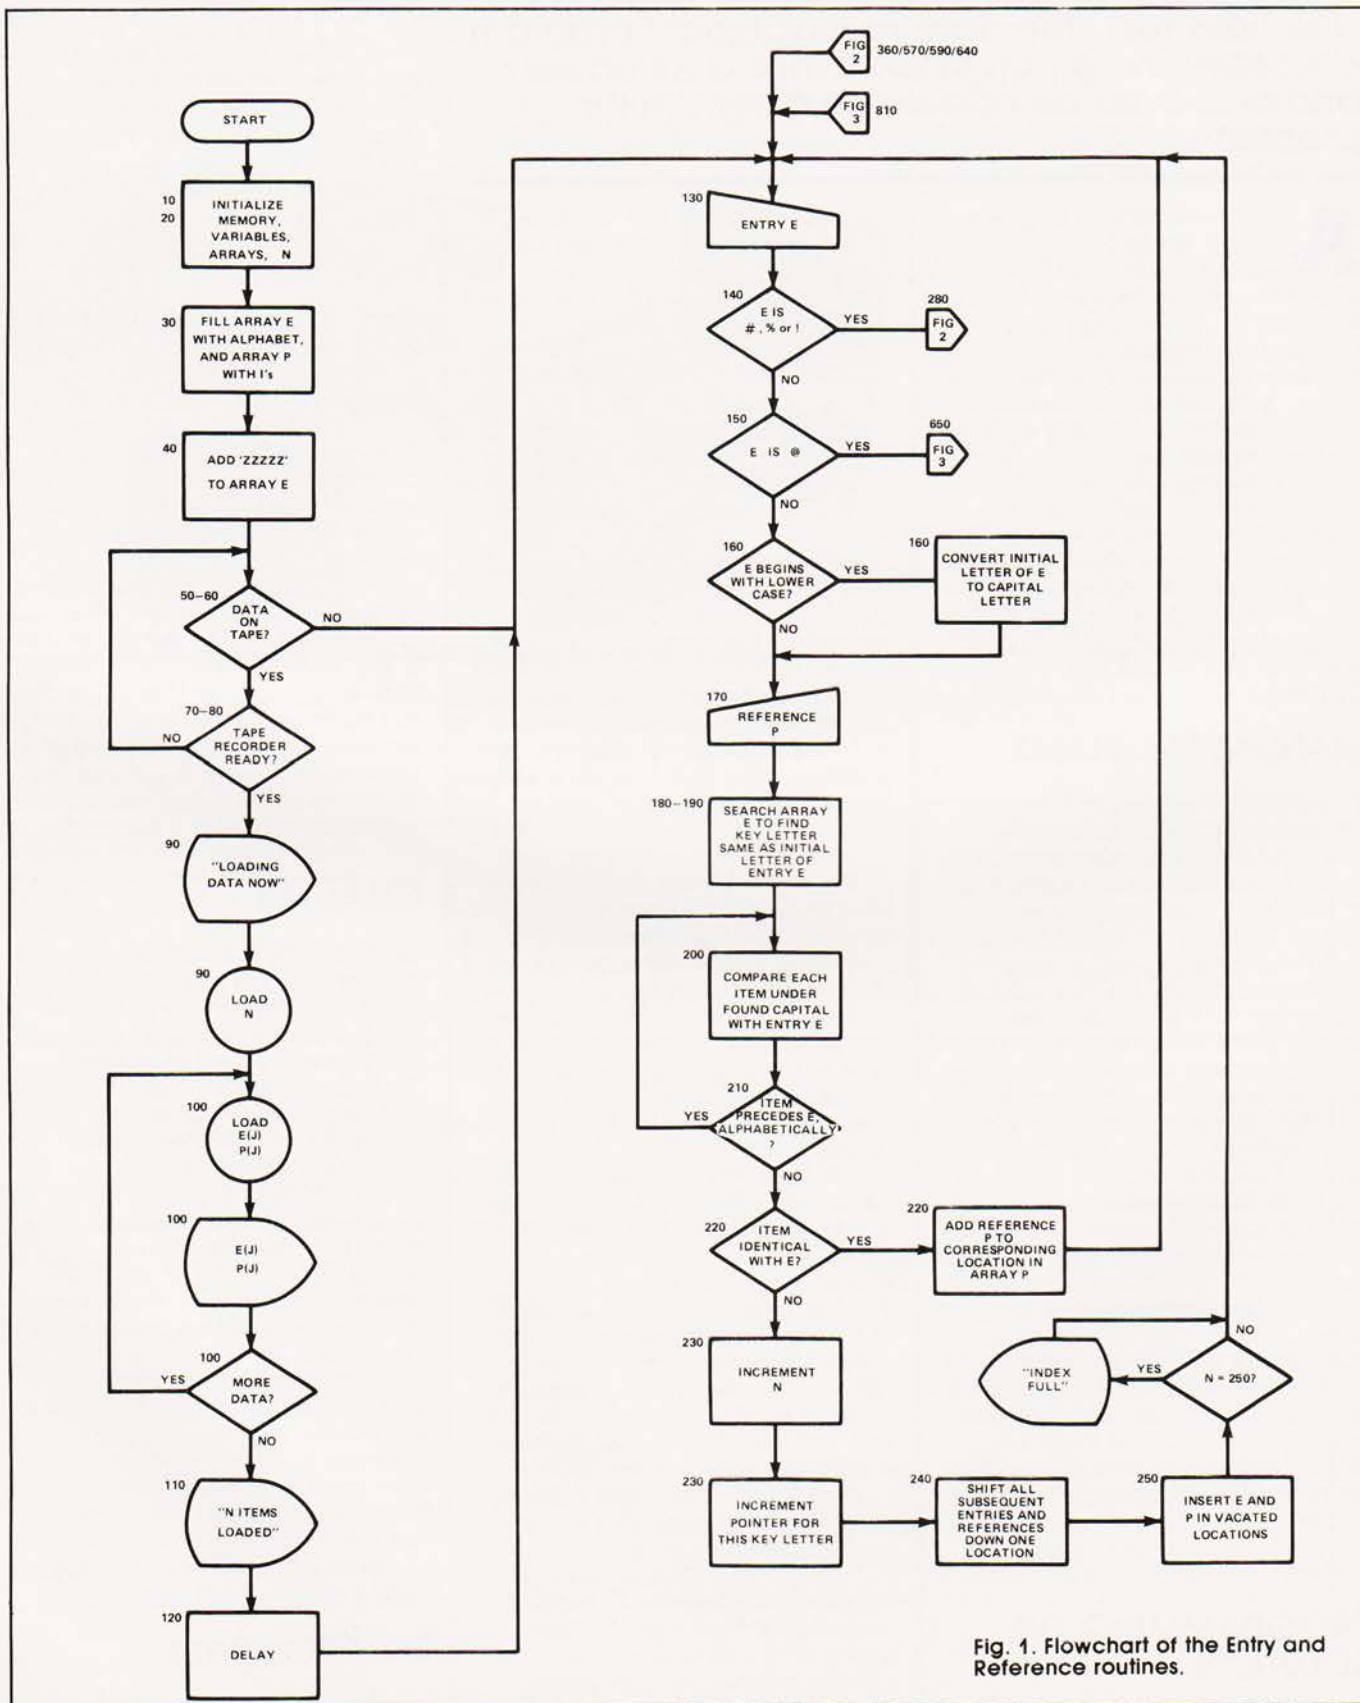 START
10
20
INITIALIZE
MEMORY,
VARIABLES,
ARRAYS, N
30
FILL ARRAY E
WITH ALPHABET,
AND ARRAY P
WITH I's
40
ADD 'ZZZZZ'
TO ARRAY E
50–60
DATA
ON
TAPE?
NO
YES
70–80
TAPE
RECORDER
READY?
NO
YES
90
"LOADING
DATA NOW"
90
LOAD
N
100
LOAD
E(J)
P(J)
100
E(J)
P(J)
100
MORE
DATA?
YES
NO
110
"N ITEMS
LOADED"
120
DELAY
FIG
2
360/570/590/640
FIG
3
810
130
ENTRY E
140
E IS
#, % or !
YES
280
FIG
2
NO
150
E IS @
YES
650
FIG
3
NO
160
E BEGINS
WITH LOWER
CASE?
YES
160
CONVERT INITIAL
LETTER OF E
TO CAPITAL
LETTER
NO
170
REFERENCE
P
180–190
SEARCH ARRAY
E TO FIND
KEY LETTER
SAME AS INITIAL
LETTER OF
ENTRY E
200
COMPARE EACH
ITEM UNDER
FOUND CAPITAL
WITH ENTRY E
210
ITEM
PRECEDES E,
ALPHABETICALLY
?
YES
NO
220
ITEM
IDENTICAL
WITH E?
YES
220
ADD REFERENCE
P TO
CORRESPONDING
LOCATION IN
ARRAY P
NO
230
INCREMENT
N
230
INCREMENT
POINTER FOR
THIS KEY LETTER
240
SHIFT ALL
SUBSEQUENT
ENTRIES AND
REFERENCES
DOWN ONE
LOCATION
250
INSERT E AND
P IN VACATED
LOCATIONS
N = 250?
YES
NO
"INDEX
FULL"
Fig. 1. Flowchart of the Entry and
Reference routines.